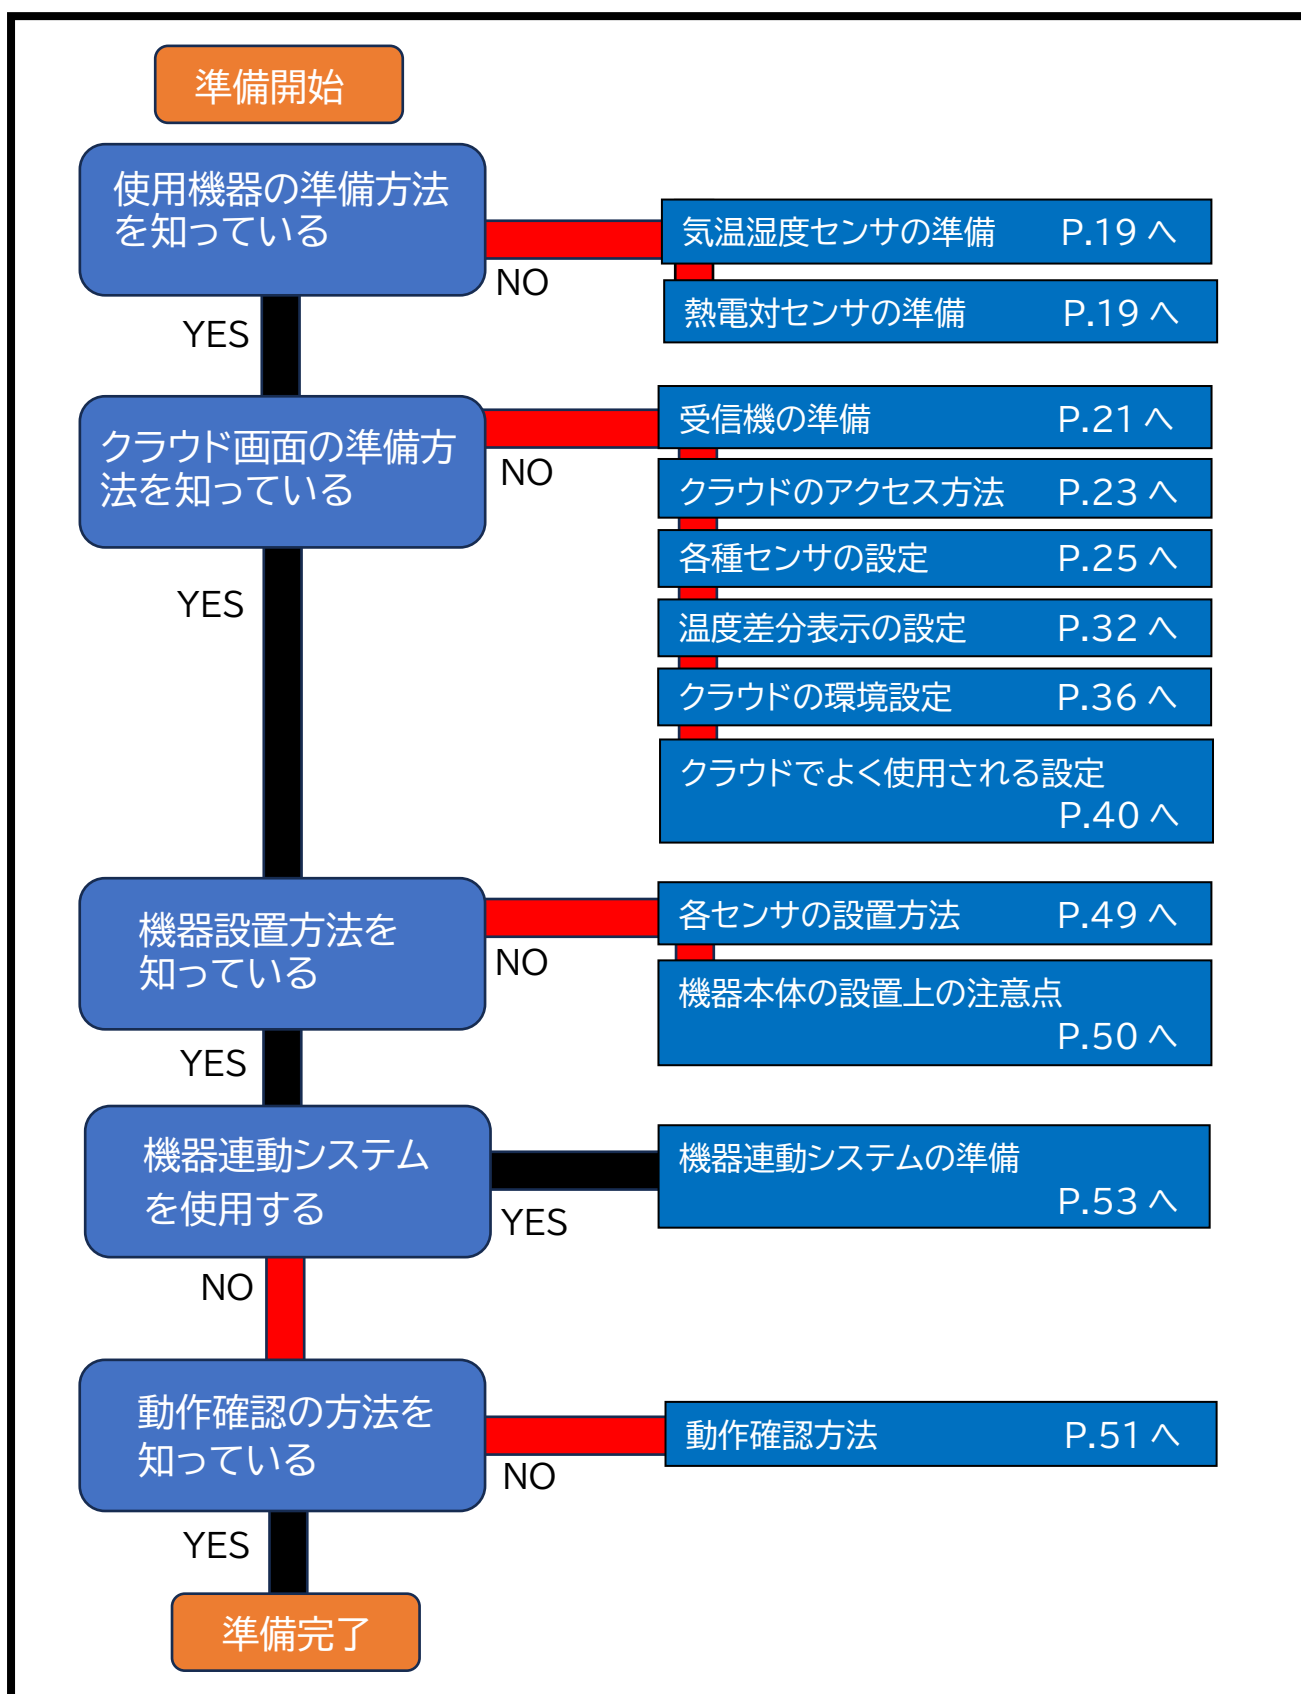 準備開始
使用機器の準備方法
を知っている
NO
気温湿度センサの準備 P.19 へ
熱電対センサの準備 P.19 へ
YES
クラウド画面の準備方
法を知っている
NO
受信機の準備 P.21 へ
クラウドのアクセス方法 P.23 へ
各種センサの設定 P.25 へ
温度差分表示の設定 P.32 へ
クラウドの環境設定 P.36 へ
クラウドでよく使用される設定
P.40 へ
YES
機器設置方法を
知っている
NO
各センサの設置方法 P.49 へ
機器本体の設置上の注意点
P.50 へ
YES
機器連動システム
を使用する
YES
機器連動システムの準備
P.53 へ
NO
動作確認の方法を
知っている
NO
動作確認方法 P.51 へ
YES
準備完了